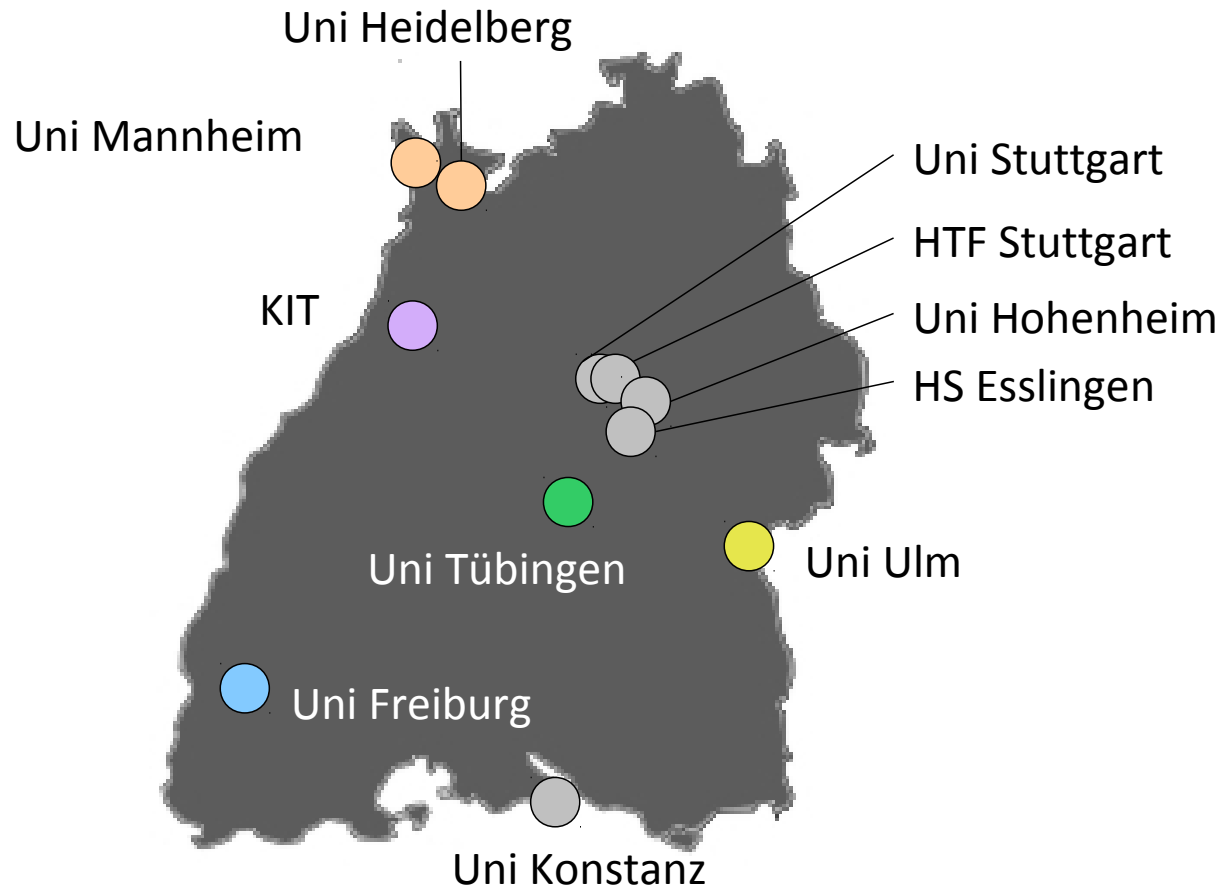 Uni Heidelberg
Uni Mannheim
Uni Stuttgart
HTF Stuttgart
KIT
Uni Hohenheim
HS Esslingen
Uni Tübingen
Uni Ulm
Uni Freiburg
Uni Konstanz